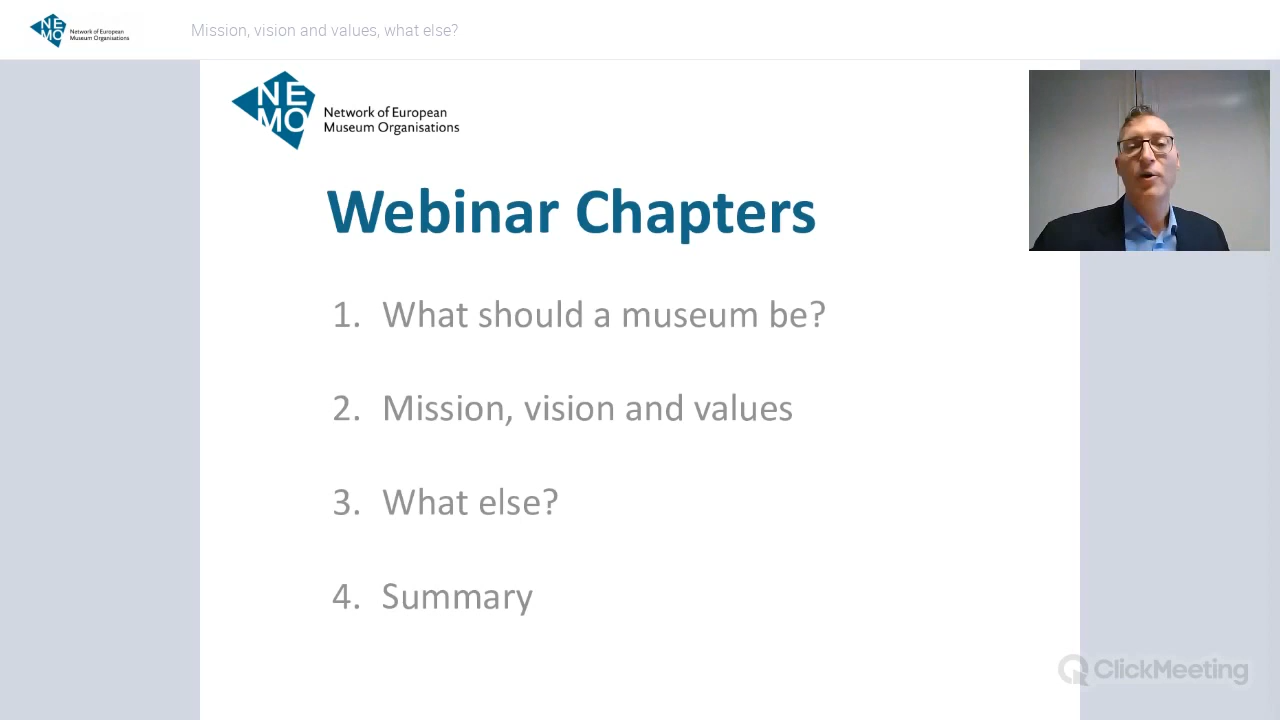 NE
MO
Network of European
Museum Organisations
Mission, vision and values, what else?
NE
MO
Network of European
Museum Organisations
Webinar Chapters
1. What should a museum be?
2. Mission, vision and values
3. What else?
4. Summary
ClickMeeting